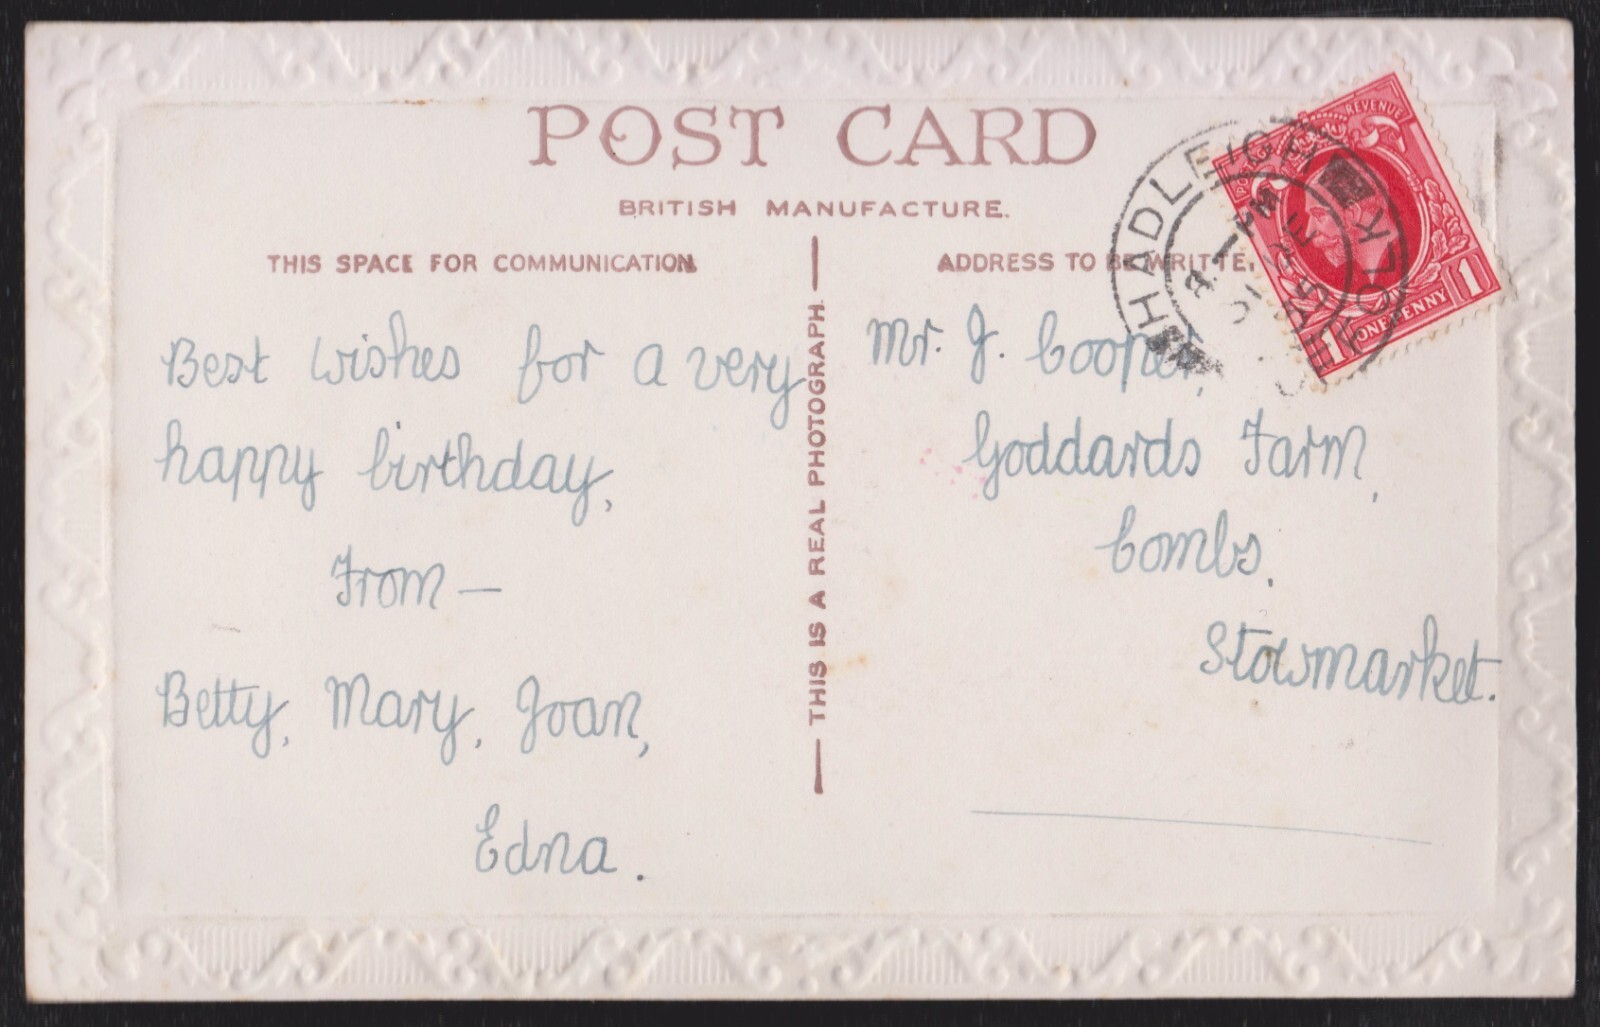 POST CARD
BRITISH MANUFACTURE.
THIS SPACE FOR COMMUNICATION
ADDRESS TO BE WRITTE
THIS IS A REAL PHOTOGRAPH
Best wishes for a very
happy birthday,
From —
Betty, Mary, Joan,
Edna.
Mr. J. Cooper,
Goddards Farm,
Combs.
Stowmarket.
HADLEIGH
REVENUE
1 ONE PENNY 1